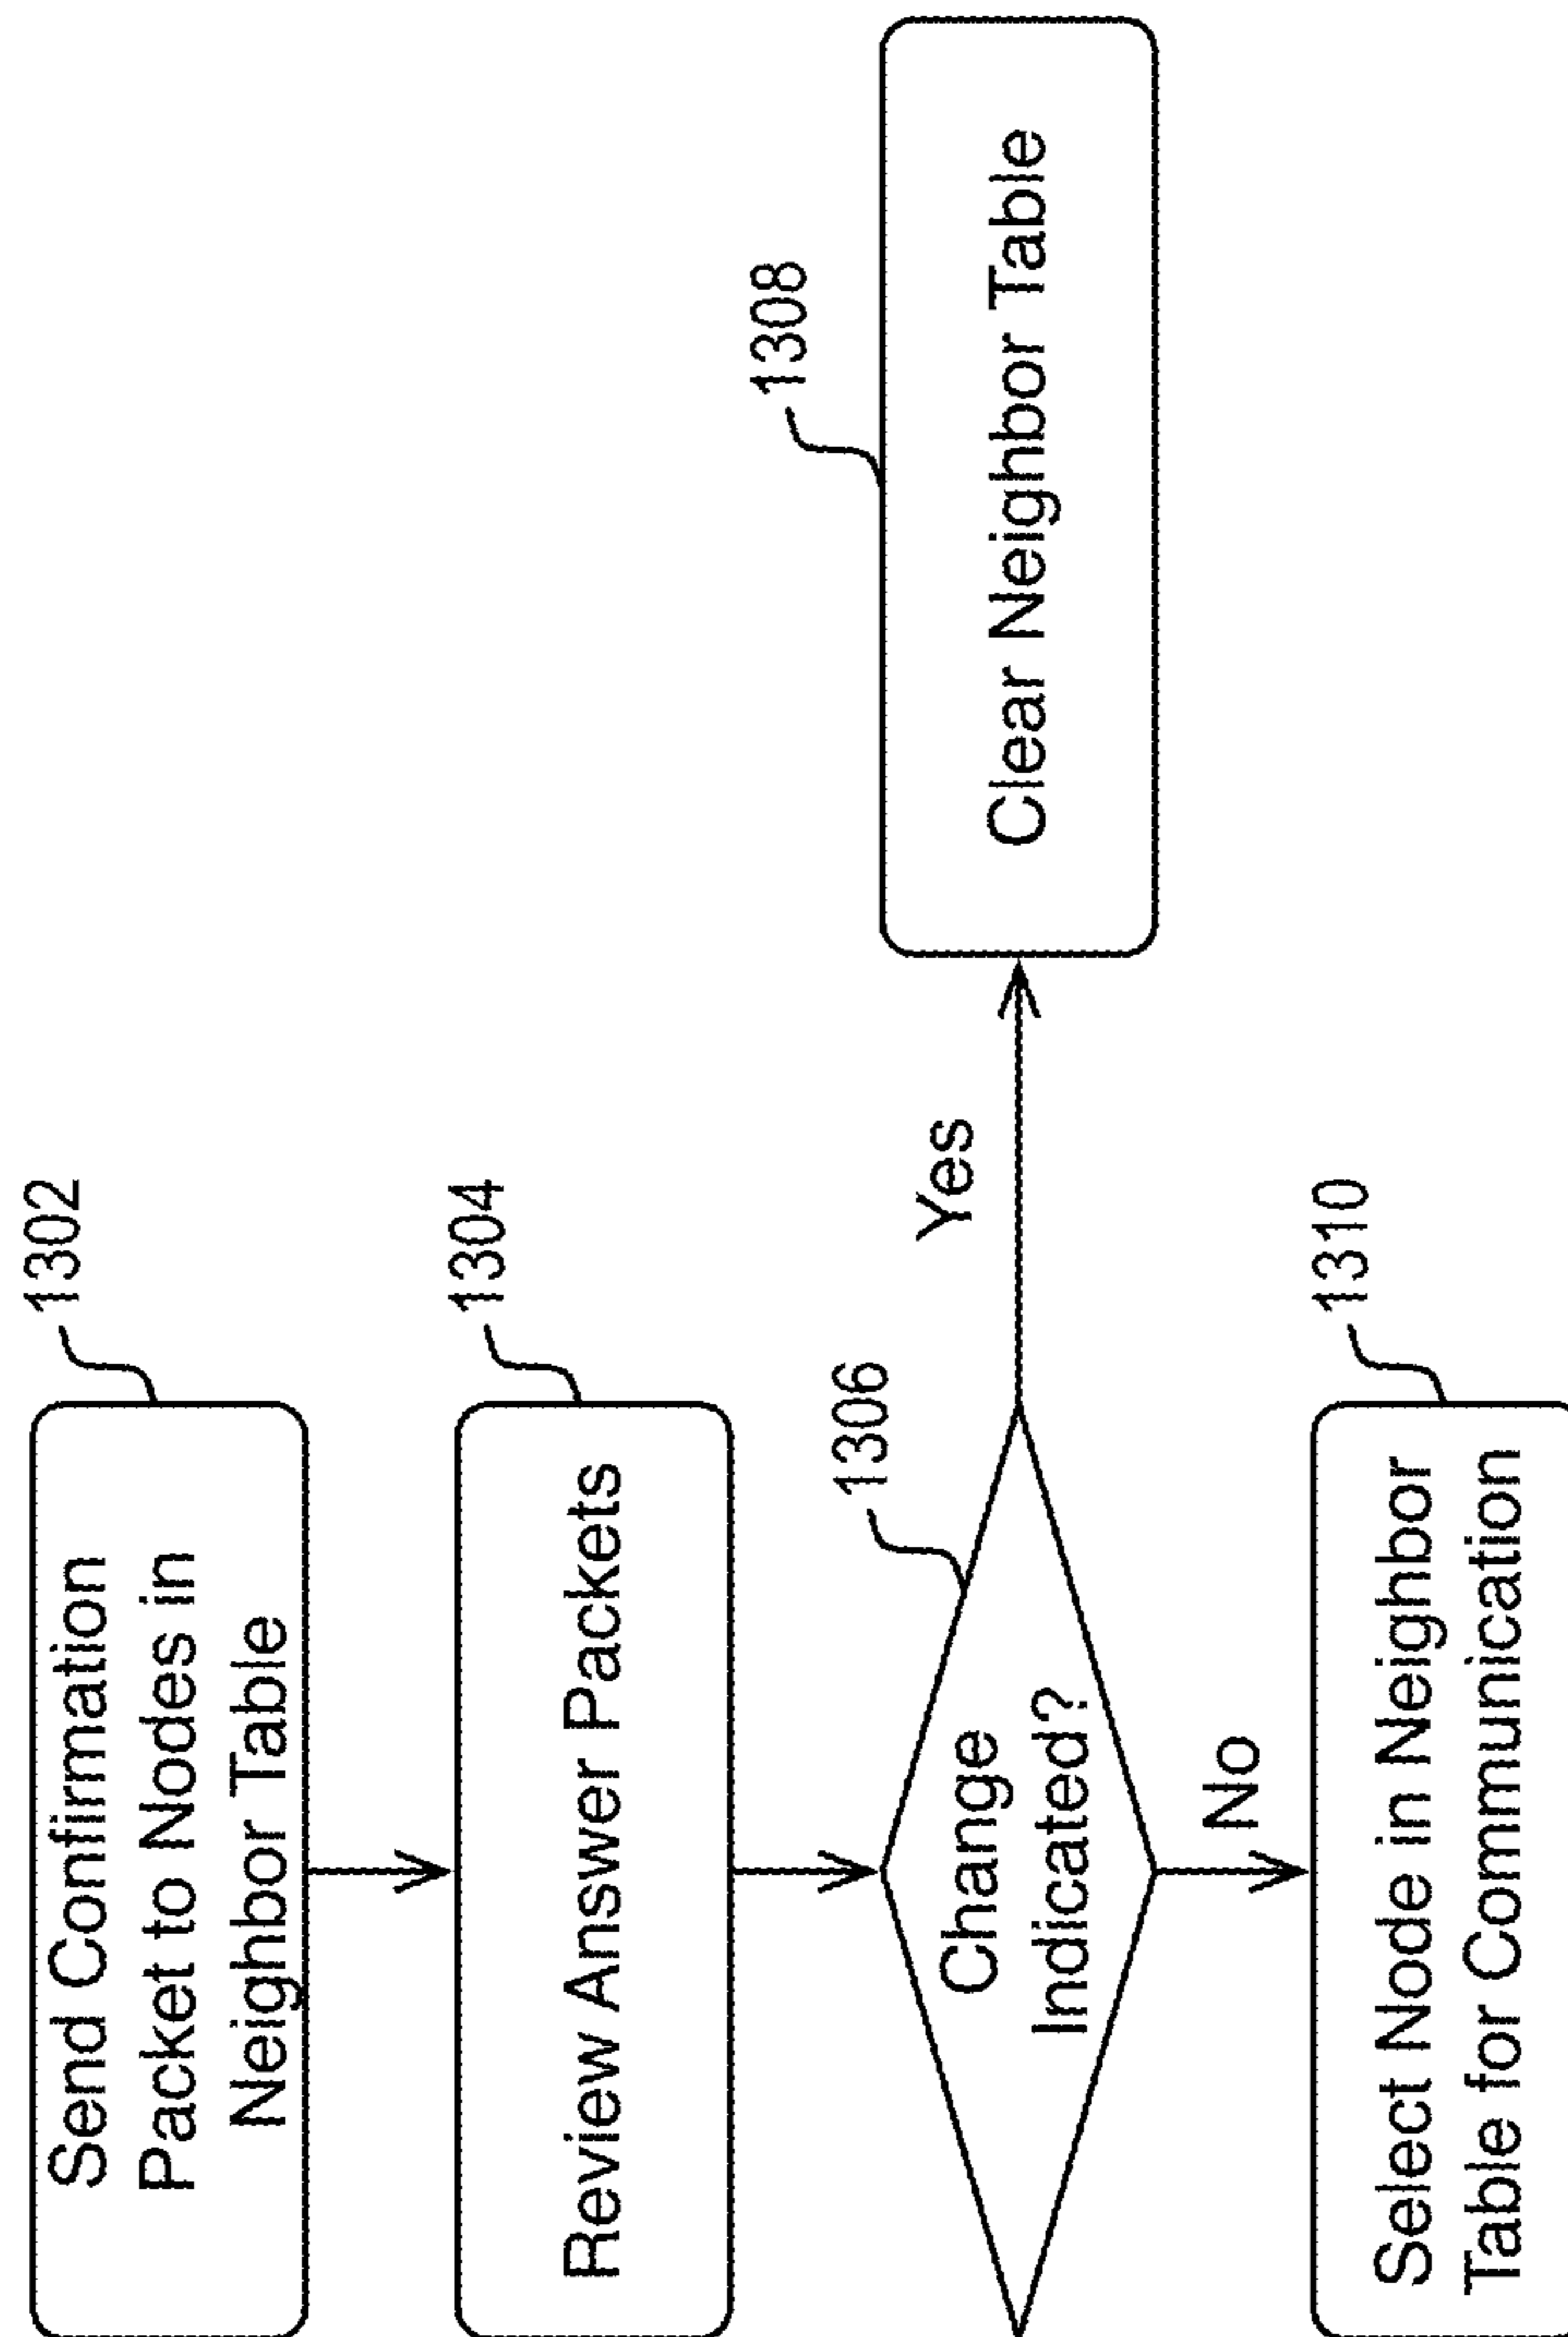 1302
Send Confirmation
Packet to Nodes in
Neighbor Table
1304
Review Answer Packets
1306
Change
Indicated?
Yes
1308
Clear Neighbor Table
No
1310
Select Node in Neighbor
Table for Communication